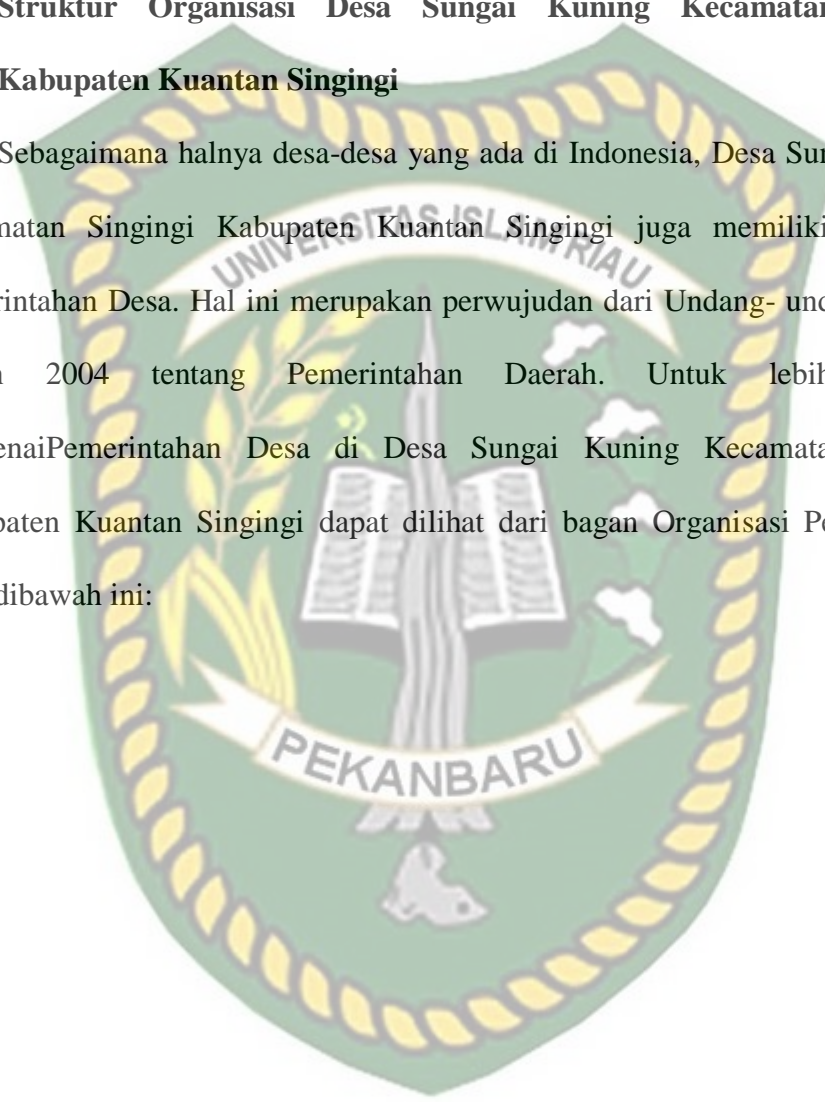 Struktur Organisasi Desa Sungai Kuning Kecamatan
Kabupaten Kuantan Singingi
Sebagaimana halnya desa-desa yang ada di Indonesia, Desa Sun
matan Singingi Kabupaten Kuantan Singingi juga memiliki
UNIVERSITAS ISLAM RIAU
rintahan Desa. Hal ini merupakan perwujudan dari Undang- und
2004 tentang Pemerintahan Daerah. Untuk lebih
enaiPemerintahan Desa di Desa Sungai Kuning Kecamata
paten Kuantan Singingi dapat dilihat dari bagan Organisasi Pe
dibawah ini:
PEKANBARU